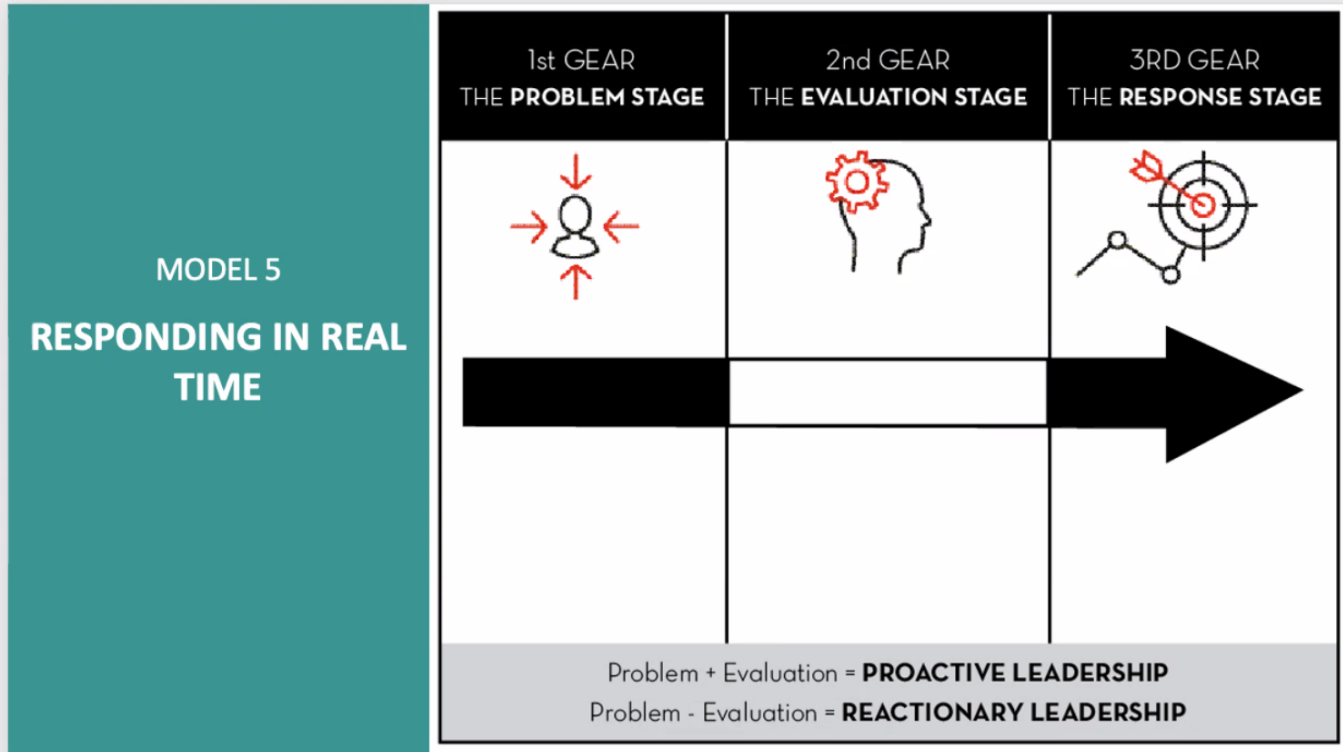 MODEL 5
RESPONDING IN REAL
TIME
1st GEAR
THE PROBLEM STAGE
2nd GEAR
THE EVALUATION STAGE
3RD GEAR
THE RESPONSE STAGE
Problem + Evaluation = PROACTIVE LEADERSHIP
Problem - Evaluation = REACTIONARY LEADERSHIP